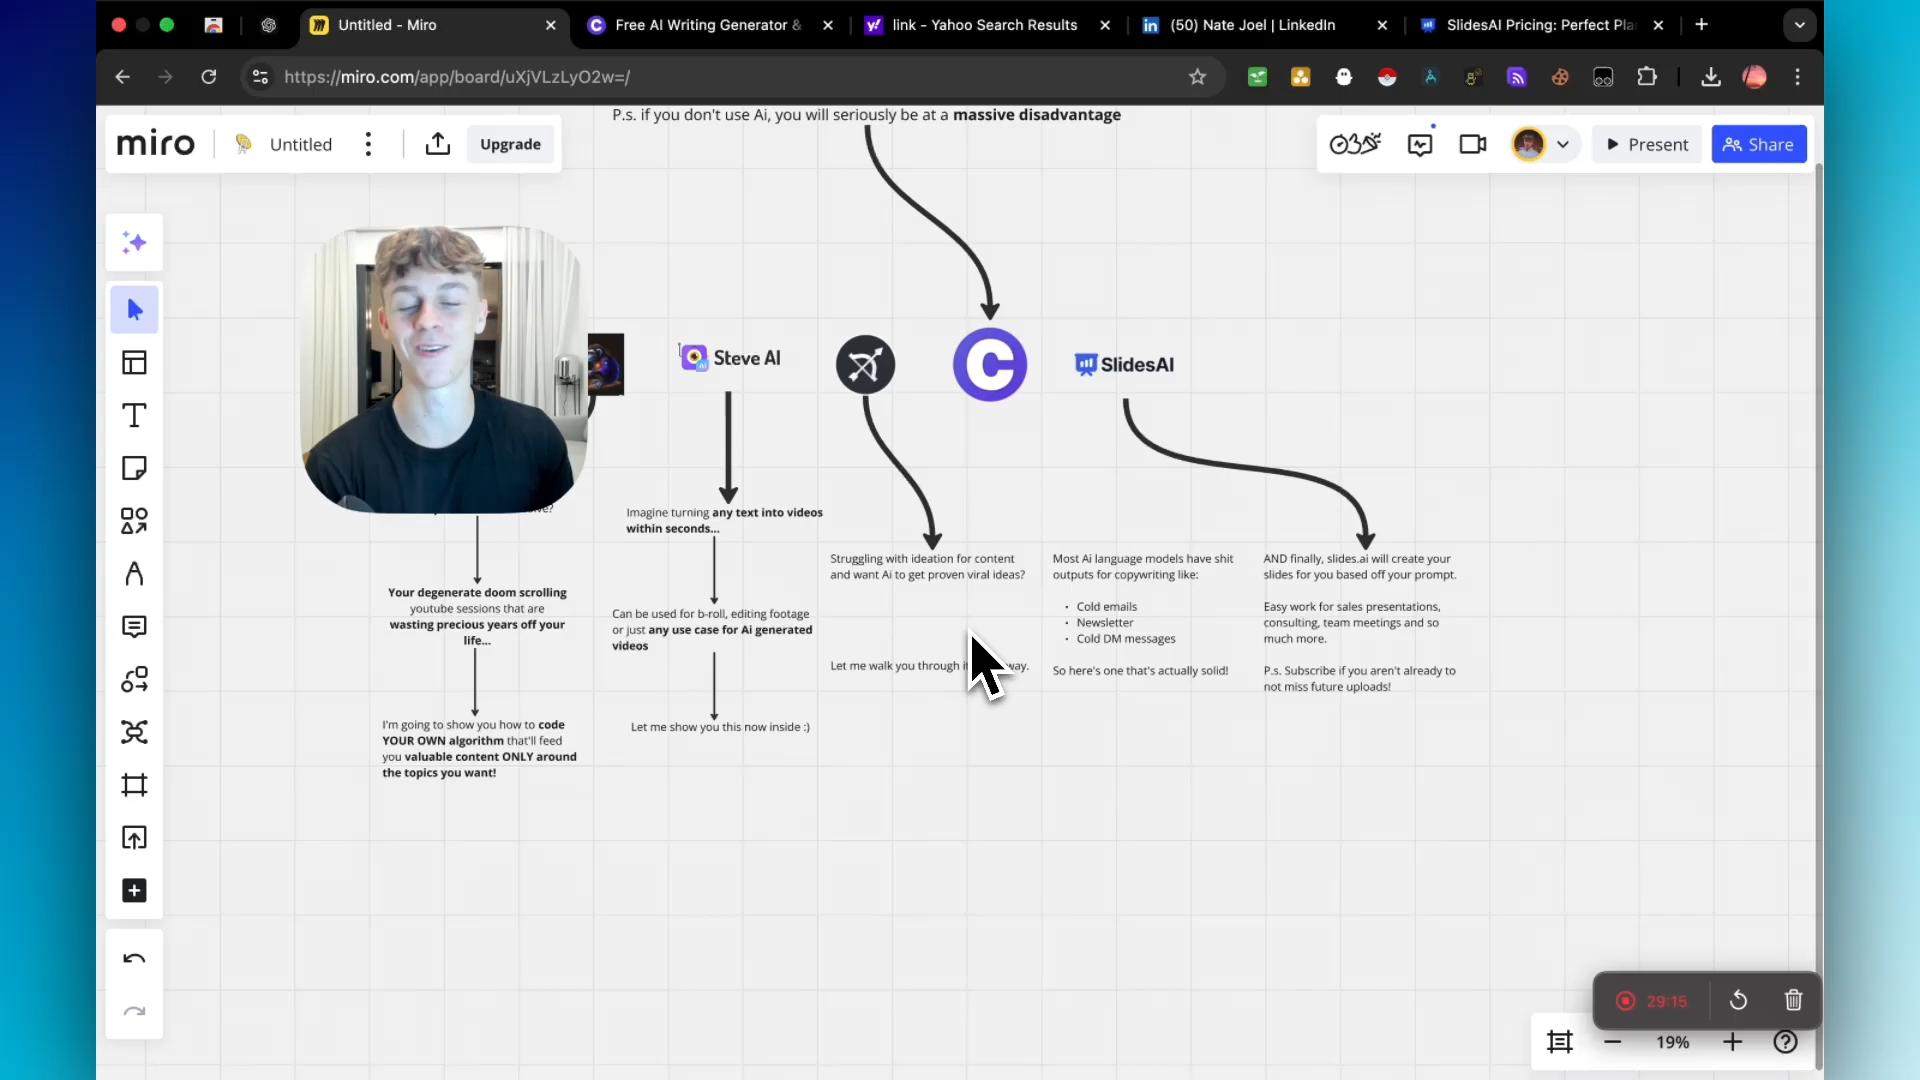 Untitled - Miro
Free AI Writing Generator &
link - Yahoo Search Results
(50) Nate Joel | LinkedIn
SlidesAI Pricing: Perfect Pla
https://miro.com/app/board/uXjVLzLyO2w=/
P.s. if you don't use Ai, you will seriously be at a massive disadvantage
miro
Untitled
Upgrade
Present
Share
Steve AI
C
SlidesAI
Your degenerate doom scrolling
youtube sessions that are
wasting precious years off your
life...
I'm going to show you how to code
YOUR OWN algorithm that'll feed
you valuable content ONLY around
the topics you want!
Imagine turning any text into videos
within seconds...
Can be used for b-roll, editing footage
or just any use case for Ai generated
videos
Let me show you this now inside :)
Struggling with ideation for content
and want Ai to get proven viral ideas?
Let me walk you through way.
Most Ai language models have shit
outputs for copywriting like:
• Cold emails
• Newsletter
• Cold DM messages
So here's one that's actually solid!
AND finally, slides.ai will create your
slides for you based off your prompt.
Easy work for sales presentations,
consulting, team meetings and so
much more.
P.s. Subscribe if you aren't already to
not miss future uploads!
29:15
19%